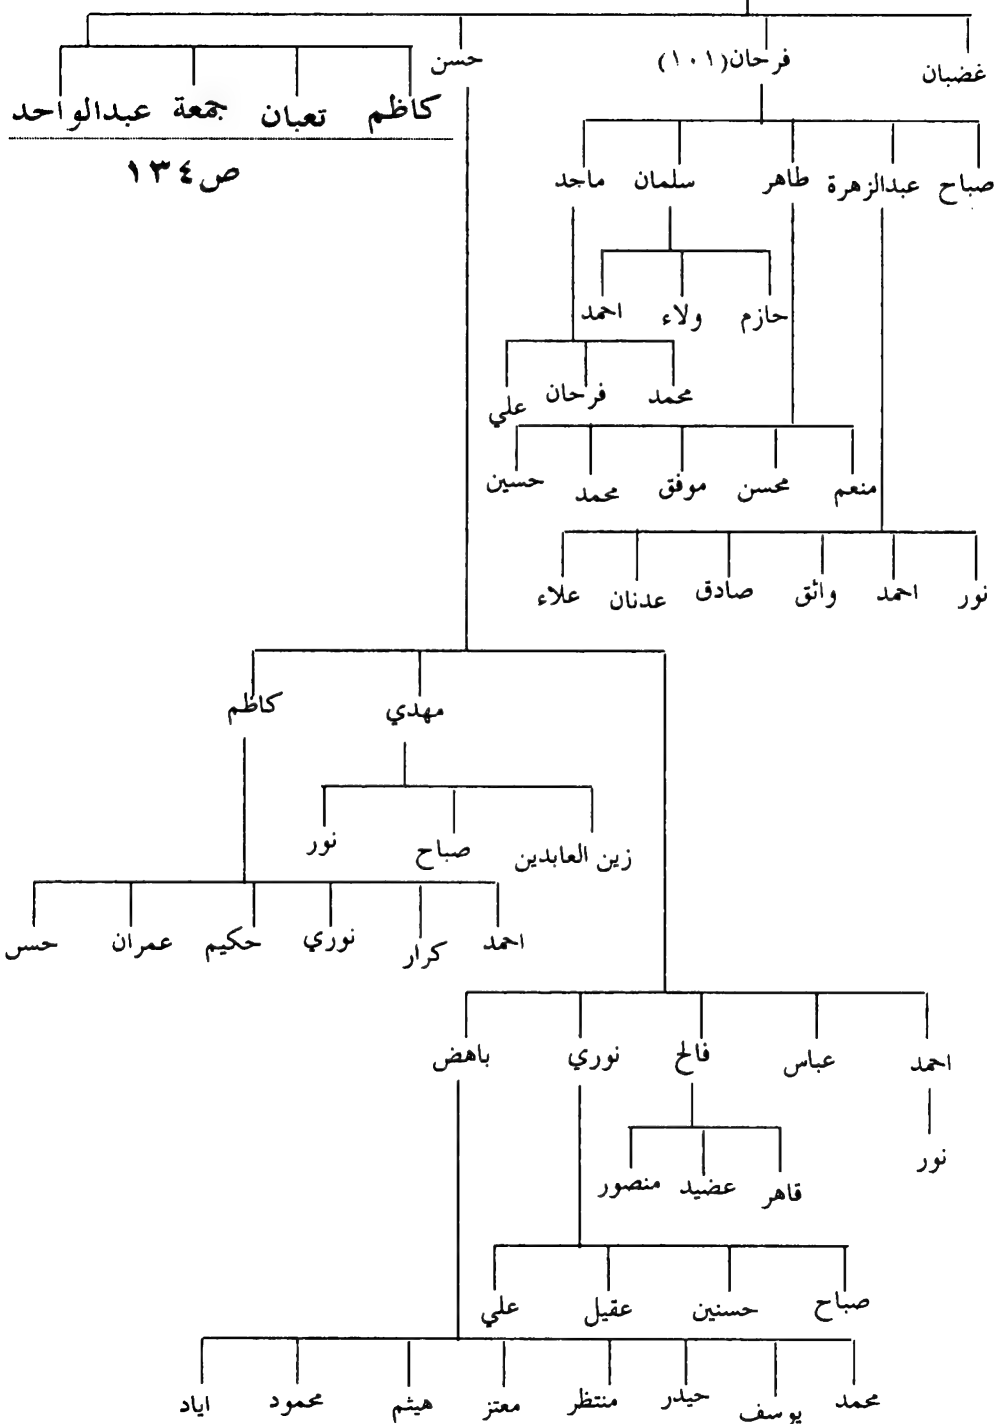 غضبان فرحان(١٠١) حسن
كاظم تعبان جمعة عبدالواحد
ص١٣٤
صباح عبدالزهرة طاهر سلمان ماجد
حازم ولاء احمد
محمد فرحان علي
منعم محسن موفق محمد حسين
نور احمد واثق صادق عدنان علاء
مهدي كاظم
زين العابدين صباح نور
احمد كرار نوري حكيم عمران حسن
احمد عباس فالح نوري باهض
نور
قاهر عضيد منصور
صباح حسنين عقيل علي
محمد يوسف حيدر منتظر معتز هيثم محمود اياد